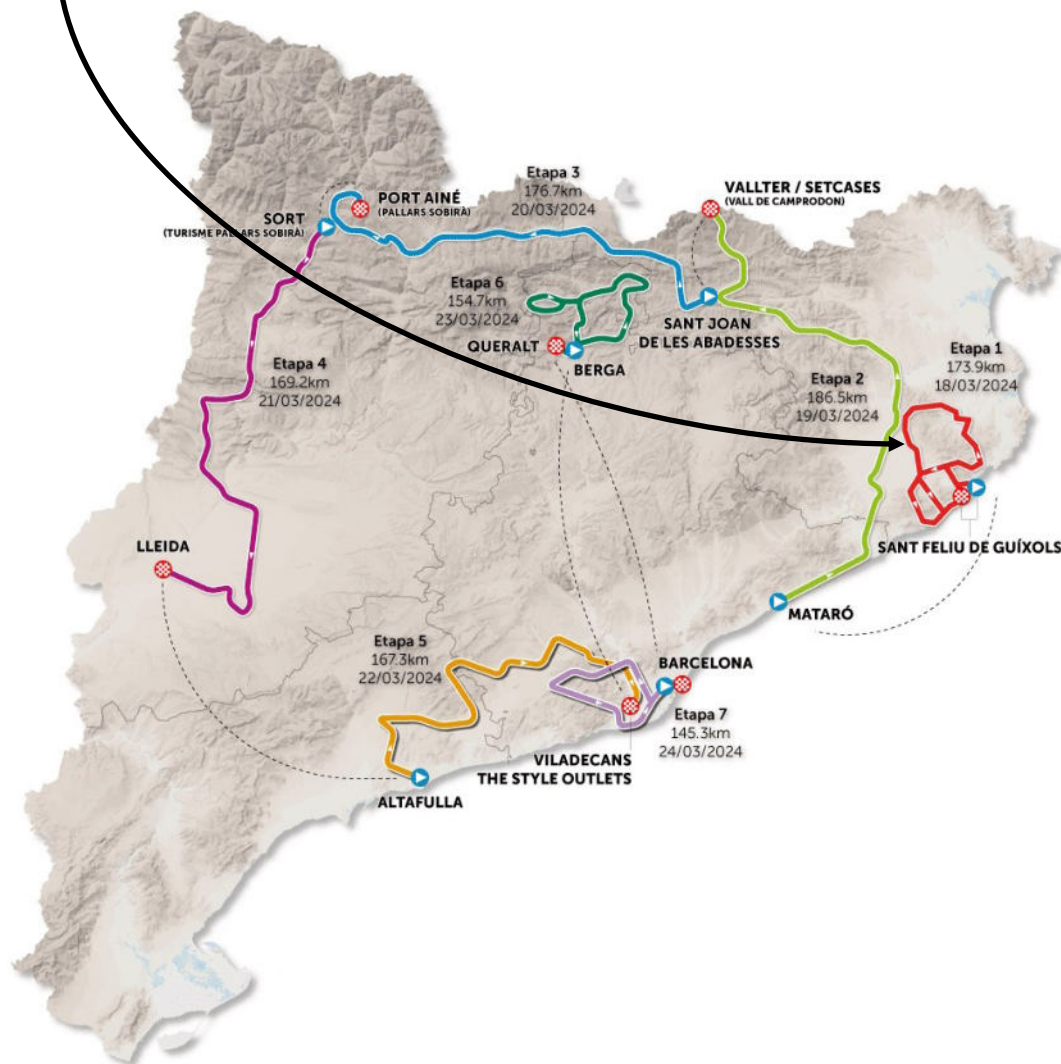 Etapa 3
176.7km
20/03/2024
VALLTER / SETCASES
(VALL DE CAMPRODON)
PORT AINÉ
(PALLARS SOBIRÀ)
SORT
(TURISME PALLARS SOBIRÀ)
Etapa 6
154.7km
23/03/2024
SANT JOAN
DE LES ABADESSES
QUERALT
BERGA
Etapa 1
173.9km
18/03/2024
Etapa 4
169.2km
21/03/2024
Etapa 2
186.5km
19/03/2024
LLEIDA
SANT FELIU DE GUÍXOLS
MATARÓ
Etapa 5
167.3km
22/03/2024
BARCELONA
Etapa 7
145.3km
24/03/2024
VILADECANS
THE STYLE OUTLETS
ALTAFULLA